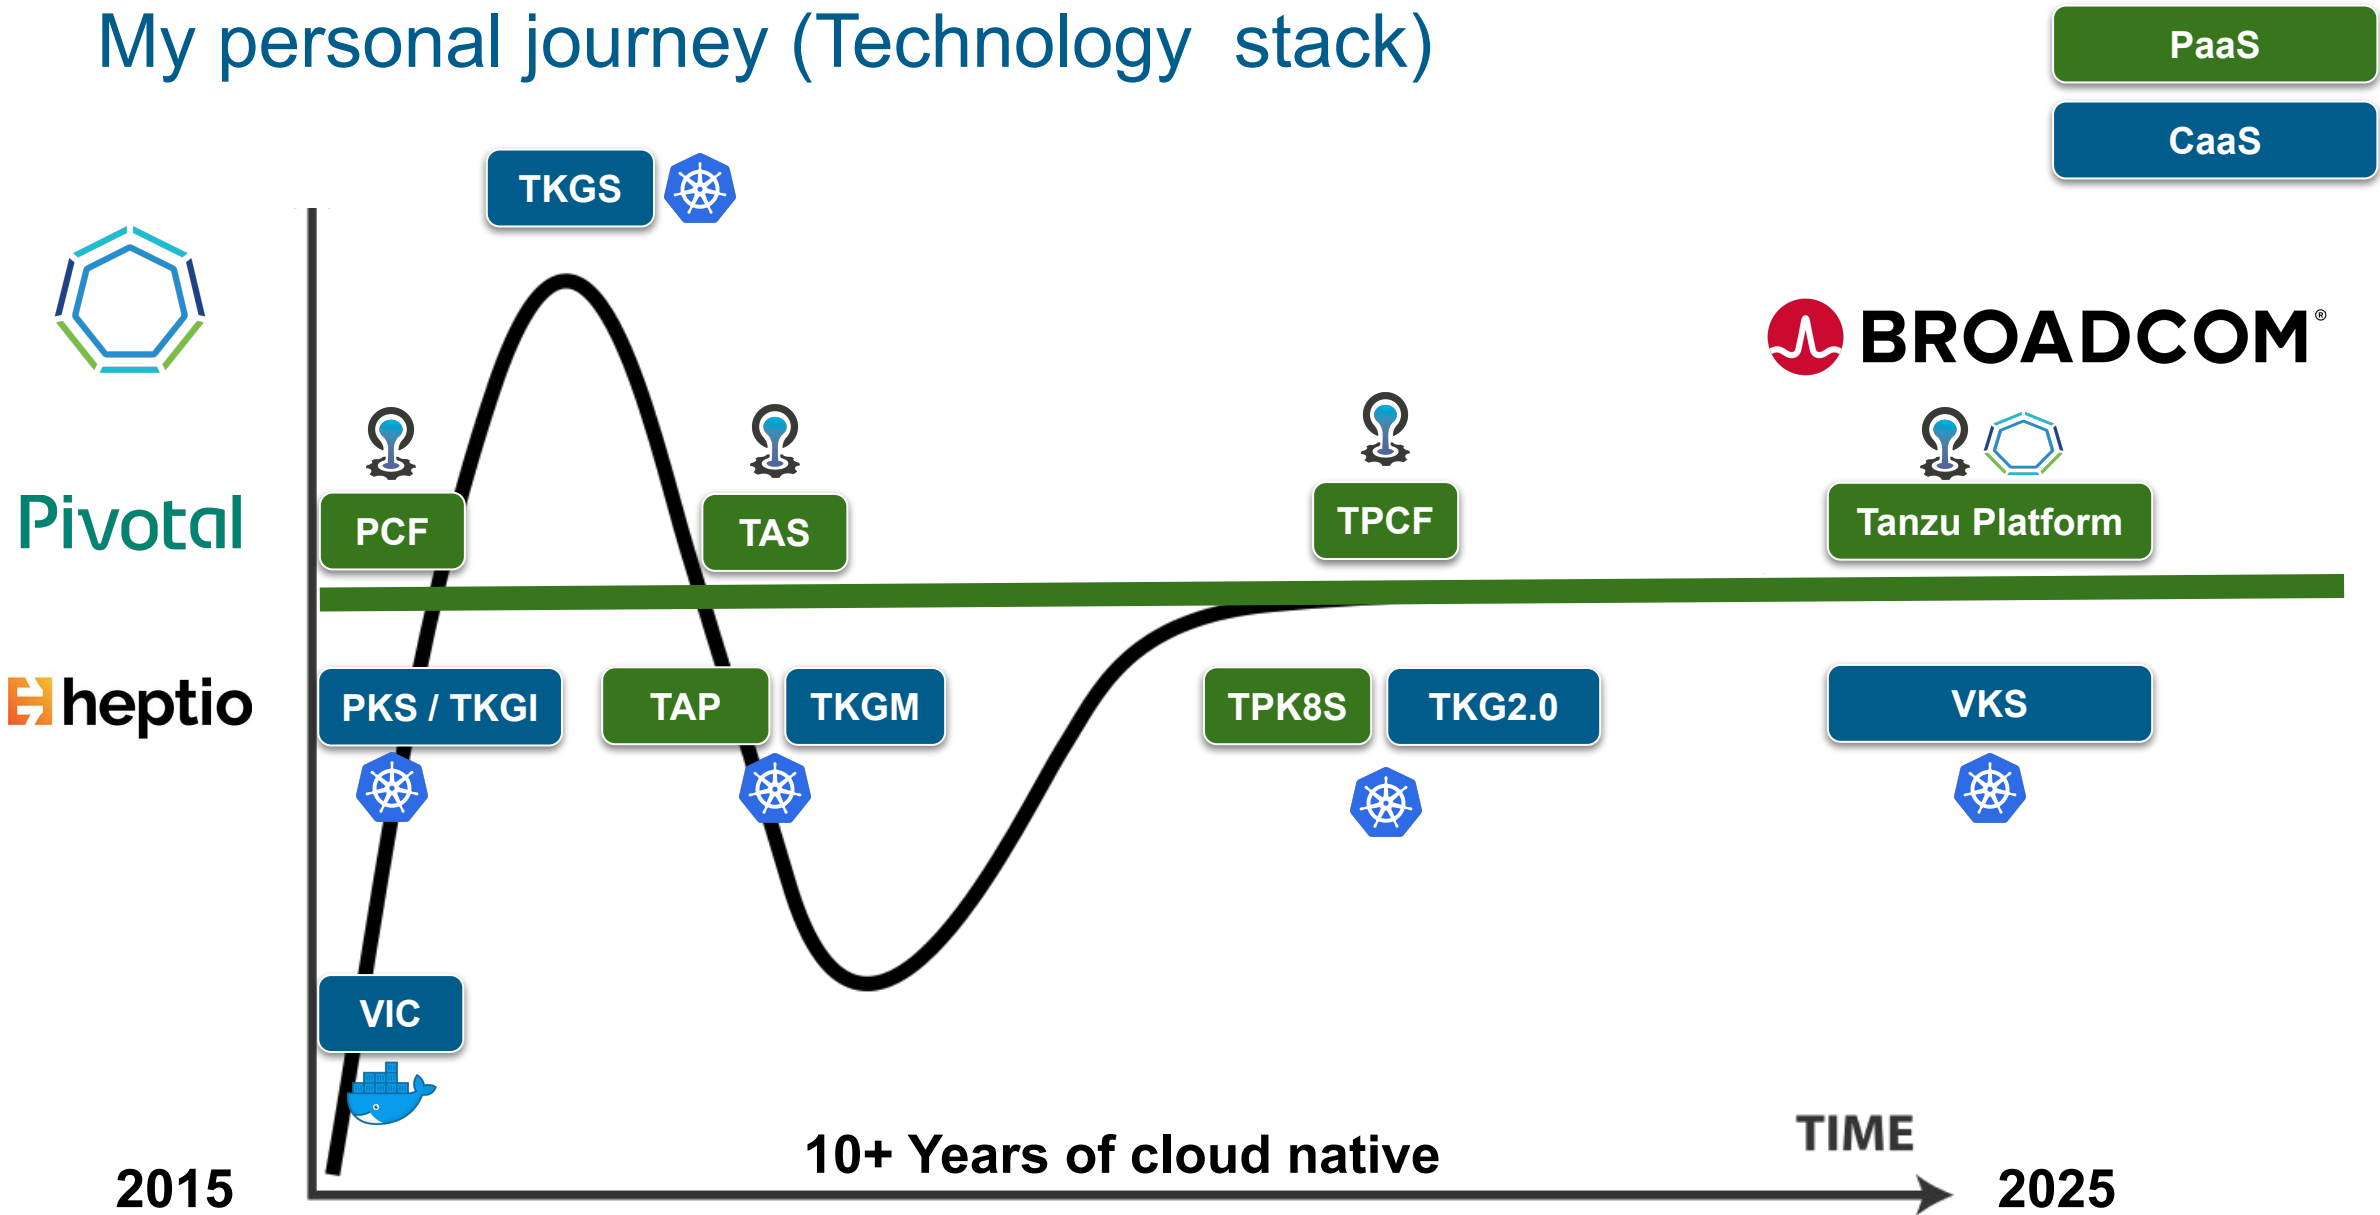 My personal journey (Technology stack)
PaaS
CaaS
TKGS
BROADCOM®
Pivotal
PCF
TAS
TPCF
Tanzu Platform
heptio
PKS / TKGI
TAP
TKGM
TPK8S
TKG2.0
VKS
VIC
10+ Years of cloud native
TIME
2015
2025